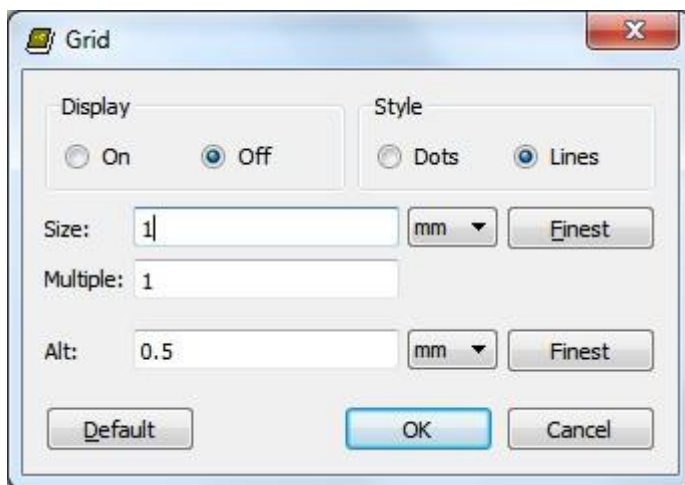 Grid
Display
Style
On Off
Dots Lines
Size: 1 mm Finest
Multiple: 1
Alt: 0.5 mm Finest
Default OK Cancel